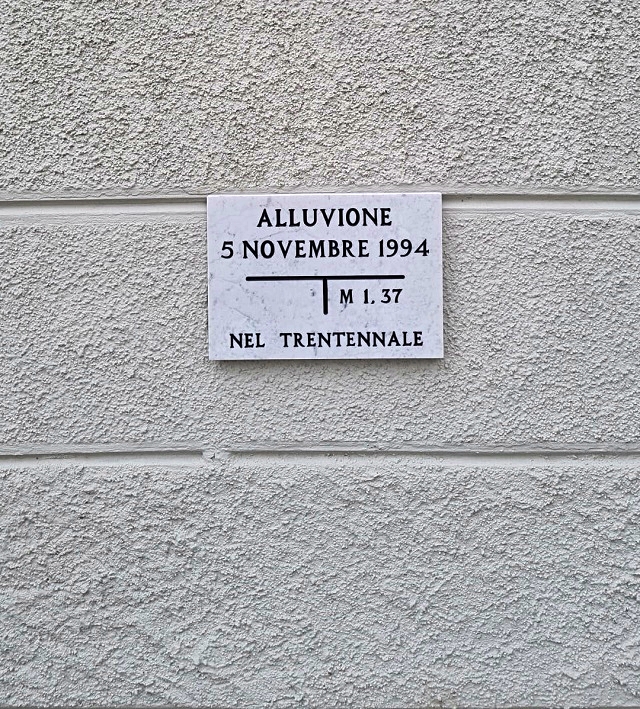 ALLUVIONE
5 NOVEMBRE 1994
M 1.37
NEL TRENTENNALE